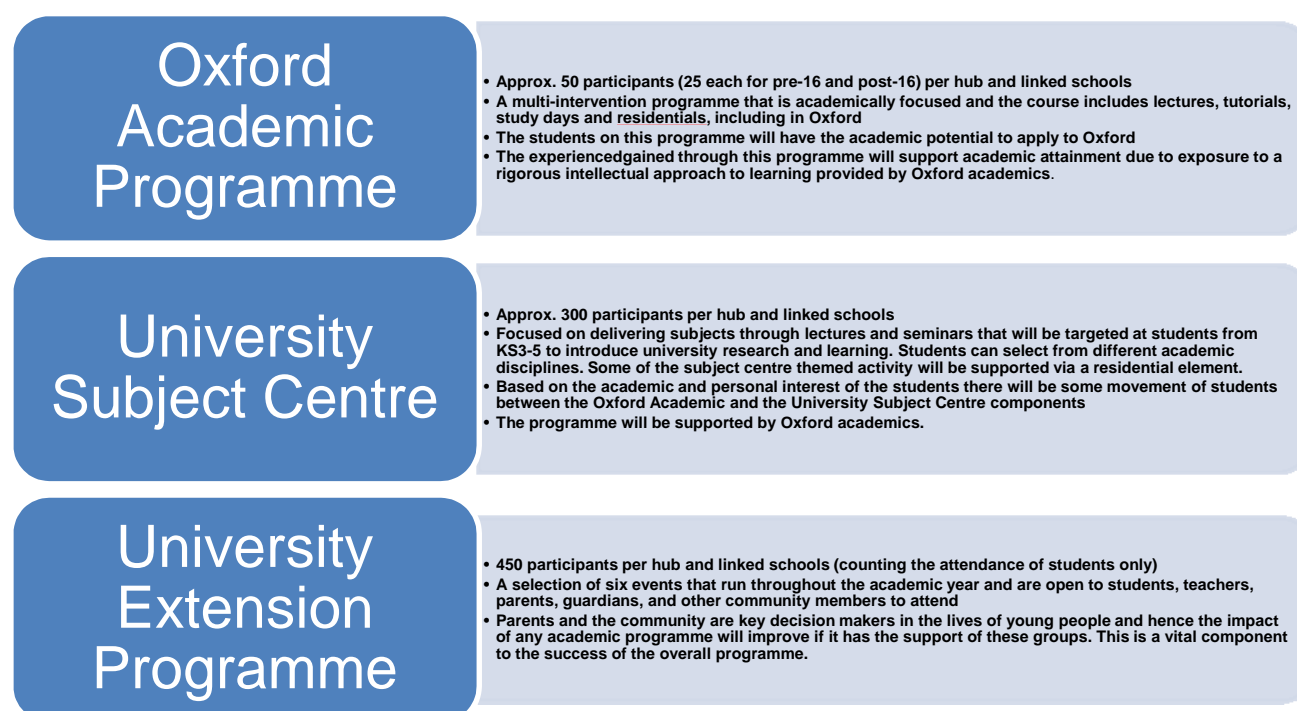 Oxford
Academic
Programme
• Approx. 50 participants (25 each for pre-16 and post-16) per hub and linked schools
• A multi-intervention programme that is academically focused and the course includes lectures, tutorials,
study days and residentials, including in Oxford
• The students on this programme will have the academic potential to apply to Oxford
• The experiencedgained through this programme will support academic attainment due to exposure to a
rigorous intellectual approach to learning provided by Oxford academics.
University
Subject Centre
• Approx. 300 participants per hub and linked schools
• Focused on delivering subjects through lectures and seminars that will be targeted at students from
KS3-5 to introduce university research and learning. Students can select from different academic
disciplines. Some of the subject centre themed activity will be supported via a residential element.
• Based on the academic and personal interest of the students there will be some movement of students
between the Oxford Academic and the University Subject Centre components
• The programme will be supported by Oxford academics.
University
Extension
Programme
• 450 participants per hub and linked schools (counting the attendance of students only)
• A selection of six events that run throughout the academic year and are open to students, teachers,
parents, guardians, and other community members to attend
• Parents and the community are key decision makers in the lives of young people and hence the impact
of any academic programme will improve if it has the support of these groups. This is a vital component
to the success of the overall programme.